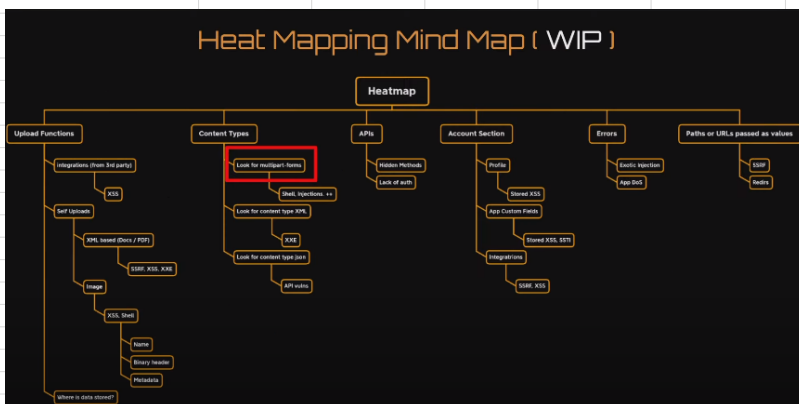 Heat Mapping Mind Map ( WIP )
Heatmap
Upload Functions
Integrations (from 3rd party)
XSS
Self Uploads
XML based (Docs / PDF)
SSRF, XSS, XXE
Image
XSS, Shell
Name
Binary header
Metadata
Where is data stored?
Content Types
Look for multipart-forms
Shell, Injections, ++
Look for content type XML
XXE
Look for content type json
API vulns
APIs
Hidden Methods
Lack of auth
Account Section
Profile
Stored XSS
App Custom Fields
Stored XSS, SSTI
Integratrions
SSRF, XSS
Errors
Exotic Injection
App DoS
Paths or URLs passed as values
SSRF
Redirs